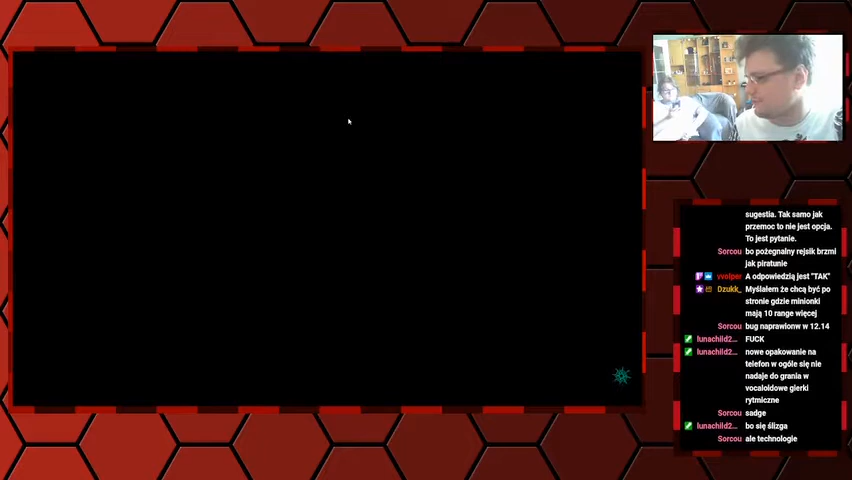 sugestia. Tak samo jak
przemoc to nie jest opcja.
To jest pytanie.
Sorcou bo pożegnalny rejsik brzmi
jak piratunie
vvolper A odpowiedzią jest "TAK"
Dzukk_ Myślałem że chcą być po
stronie gdzie minionki
mają 10 range więcej
Sorcou bug naprawionw w 12.14
lunachild2... FUCK
lunachild2... nowe opakowanie na
telefon w ogóle się nie
nadaje do grania w
vocaloidowe gierki
rytmiczne
Sorcou sadge
lunachild2... bo się ślizga
Sorcou ale technologie